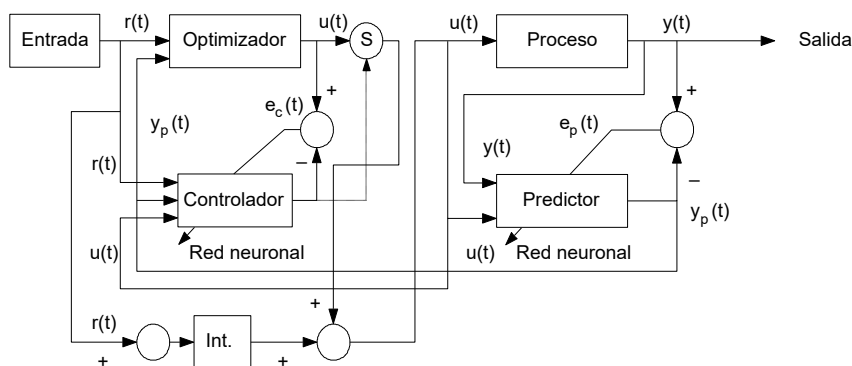 r(t)
u(t)
u(t)
y(t)
Entrada
Optimizador
S
Proceso
Salida
+
+
e_c(t)
e_p(t)
y_p(t)
y(t)
r(t)
–
–
Controlador
Predictor
y_p(t)
u(t)
Red neuronal
u(t)
Red neuronal
+
r(t)
Int.
+
+